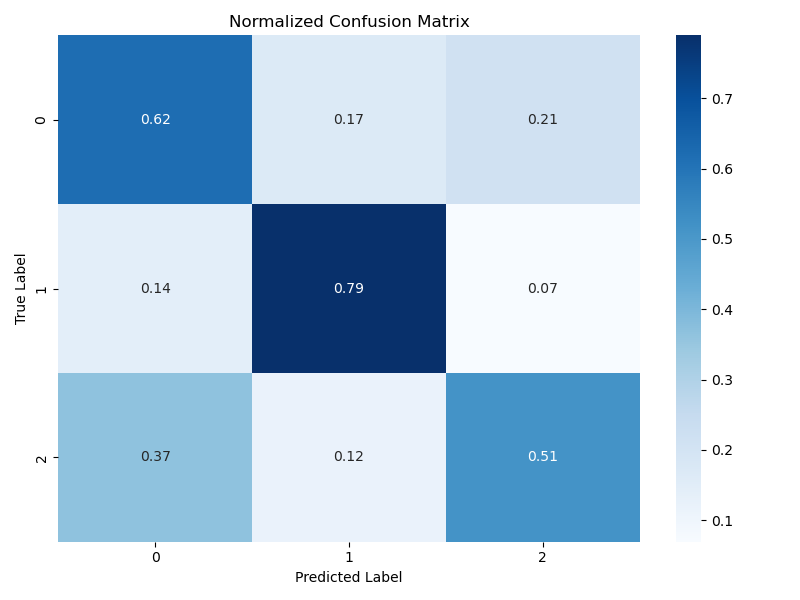 Normalized Confusion Matrix
True Label
0
0.62 0.17 0.21
1
0.14 0.79 0.07
2
0.37 0.12 0.51
0 1 2
Predicted Label
0.7
0.6
0.5
0.4
0.3
0.2
0.1